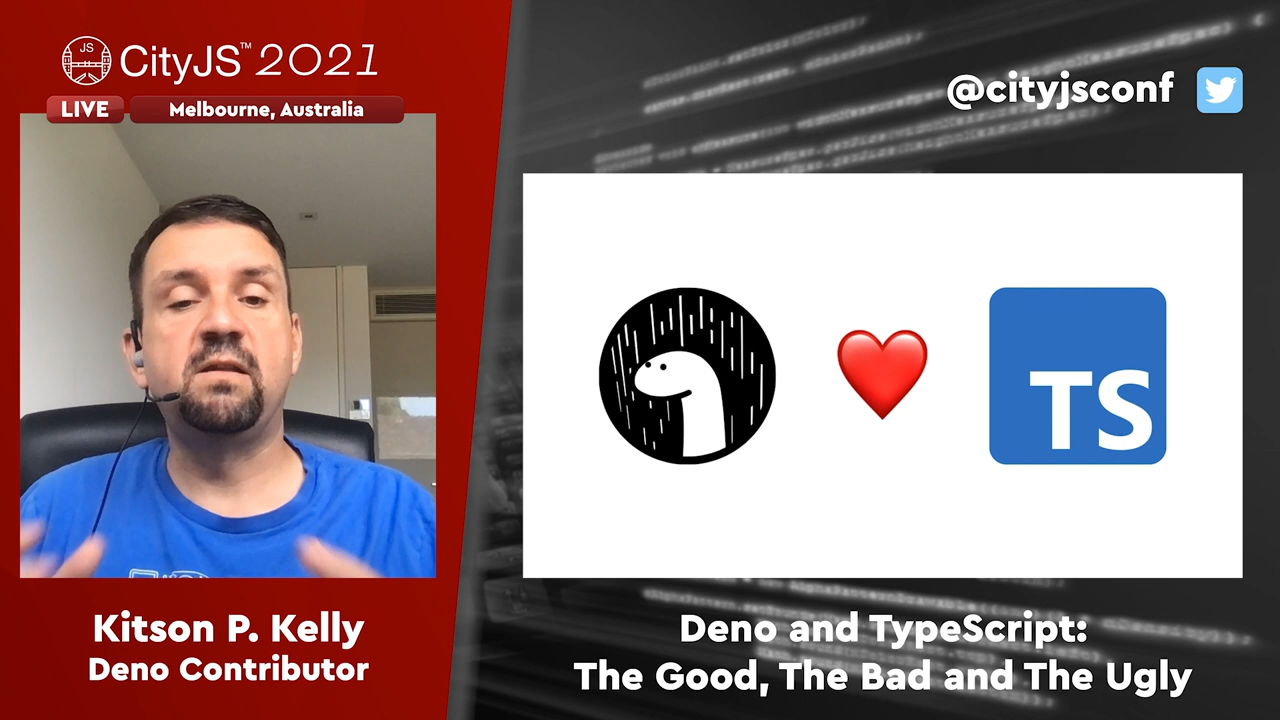 JS
CityJS™ 2021
LIVE
Melbourne, Australia
@cityjsconf
TS
Kitson P. Kelly
Deno Contributor
Deno and TypeScript:
The Good, The Bad and The Ugly